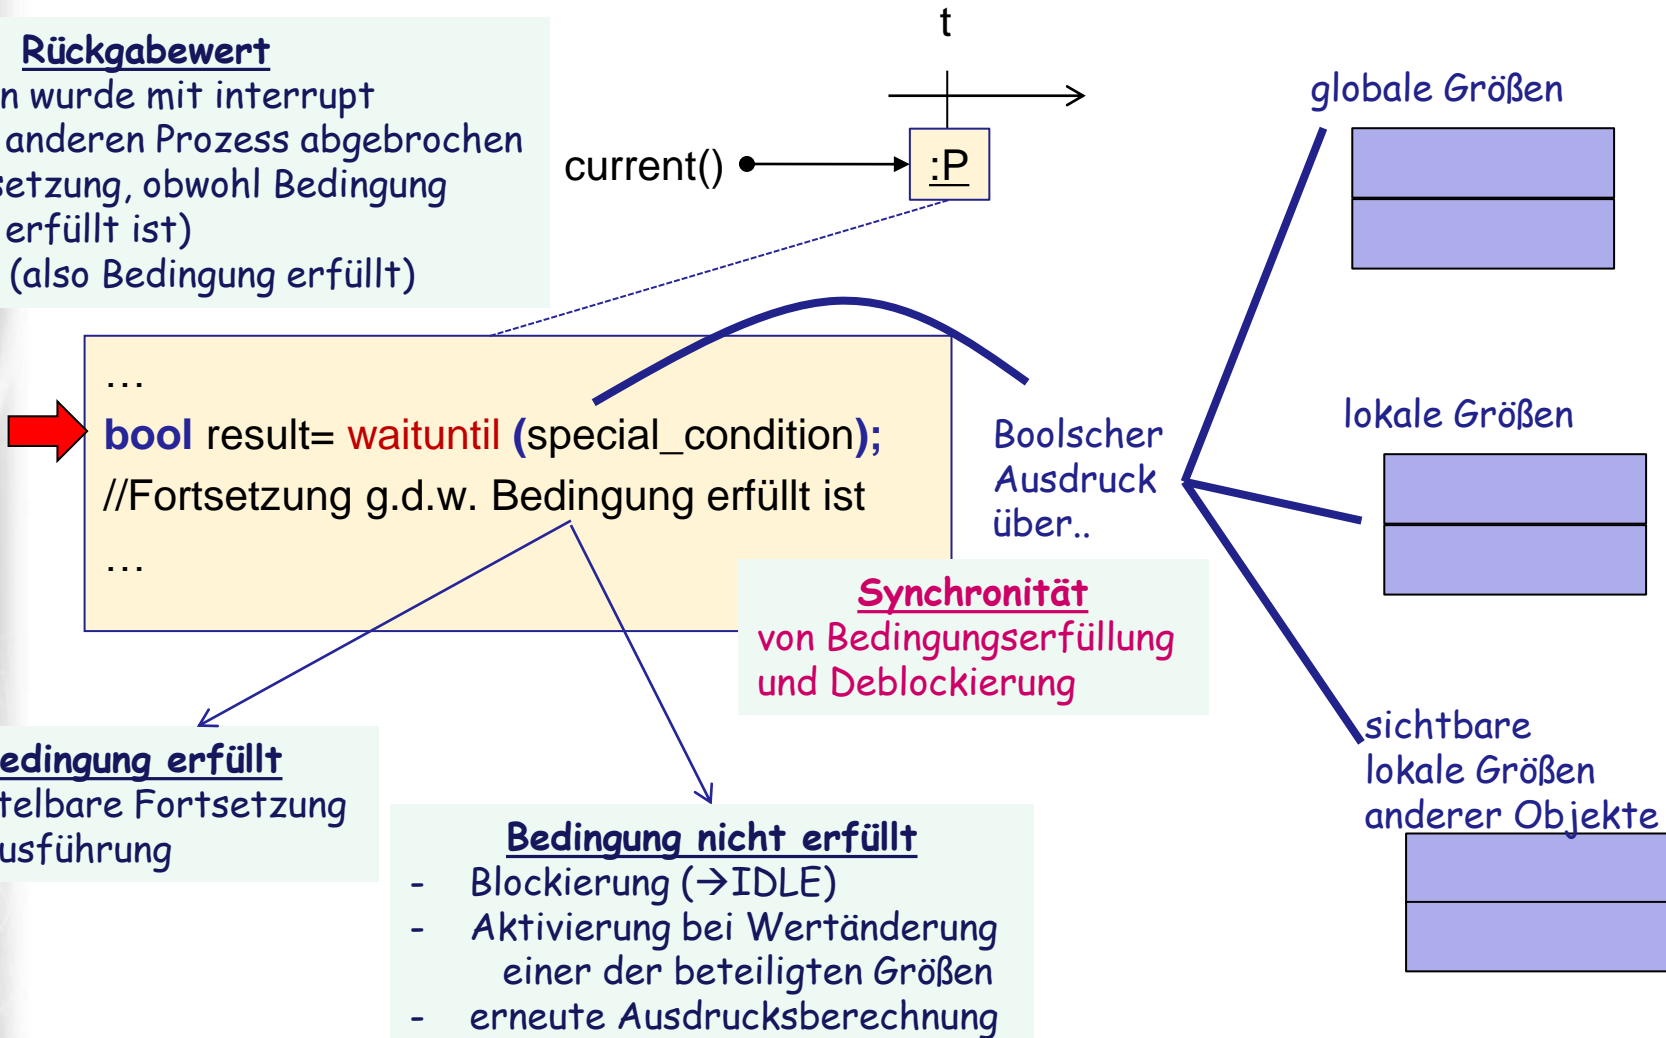 Rückgabewert
n wurde mit interrupt
anderen Prozess abgebrochen
setzung, obwohl Bedingung
erfüllt ist)
(also Bedingung erfüllt)
t
current()
:P
globale Größen
…
bool result= waituntil (special_condition);
//Fortsetzung g.d.w. Bedingung erfüllt ist
…
Boolscher
Ausdruck
über..
lokale Größen
Synchronität
von Bedingungserfüllung
und Deblockierung
sichtbare
lokale Größen
anderer Objekte
edingung erfüllt
telbare Fortsetzung
usführung
Bedingung nicht erfüllt
- Blockierung (→IDLE)
- Aktivierung bei Wertänderung
einer der beteiligten Größen
- erneute Ausdrucksberechnung